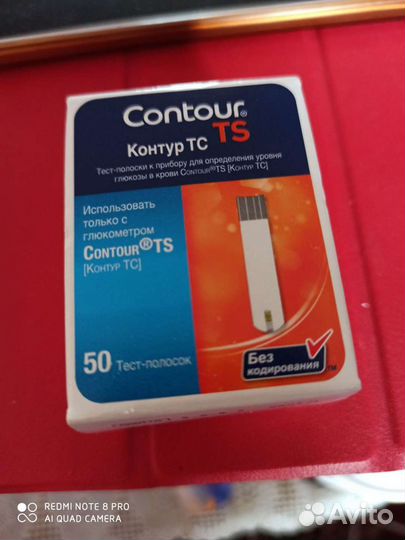 Contour®
TS
Контур ТС
Тест-полоски к прибору для определения уровня
глюкозы в крови Contour®TS [Контур ТС]
Использовать
только с
глюкометром
Contour®TS
[Контур ТС]
50 Тест-полосок
Без
кодирования
TM
REDMI NOTE 8 PRO
AI QUAD CAMERA
Avito